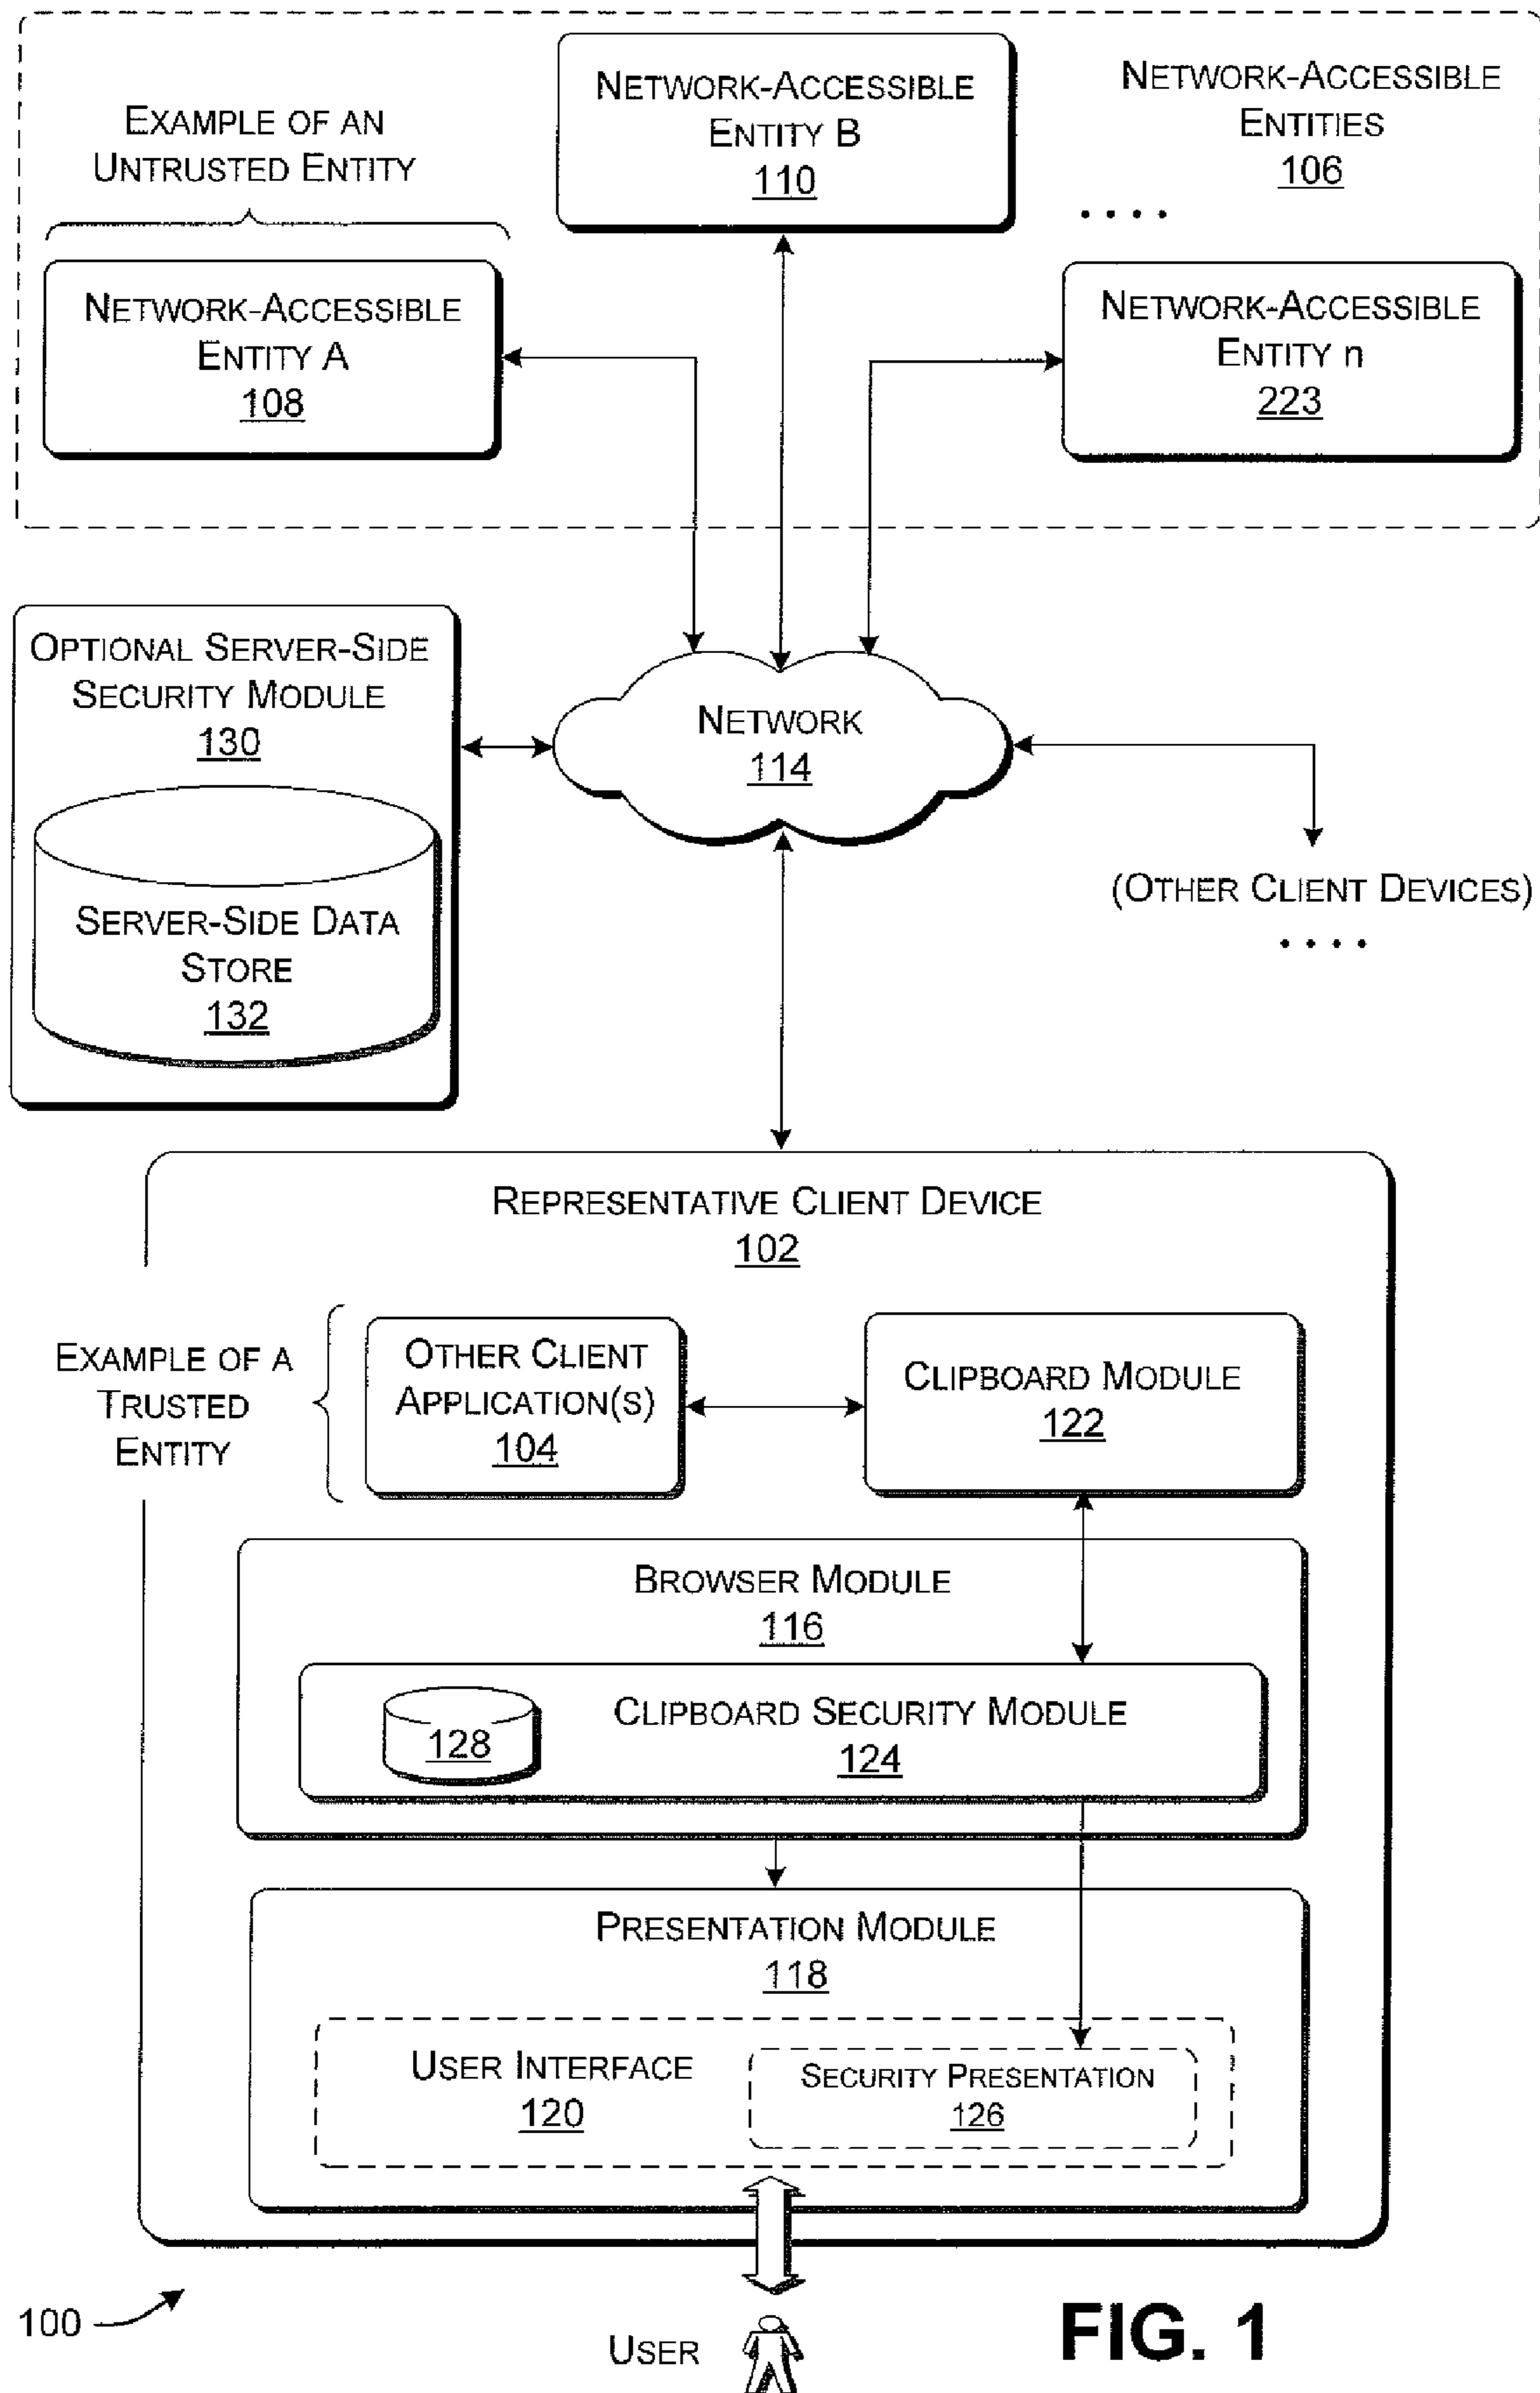 EXAMPLE OF AN
UNTRUSTED ENTITY
NETWORK-ACCESSIBLE
ENTITY B
110
NETWORK-ACCESSIBLE
ENTITIES
106
. . . .
NETWORK-ACCESSIBLE
ENTITY A
108
NETWORK-ACCESSIBLE
ENTITY n
223
OPTIONAL SERVER-SIDE
SECURITY MODULE
130
SERVER-SIDE DATA
STORE
132
NETWORK
114
(OTHER CLIENT DEVICES)
. . . .
REPRESENTATIVE CLIENT DEVICE
102
EXAMPLE OF A
TRUSTED
ENTITY
OTHER CLIENT
APPLICATION(S)
104
CLIPBOARD MODULE
122
BROWSER MODULE
116
128
CLIPBOARD SECURITY MODULE
124
PRESENTATION MODULE
118
USER INTERFACE
120
SECURITY PRESENTATION
126
100
USER
FIG. 1